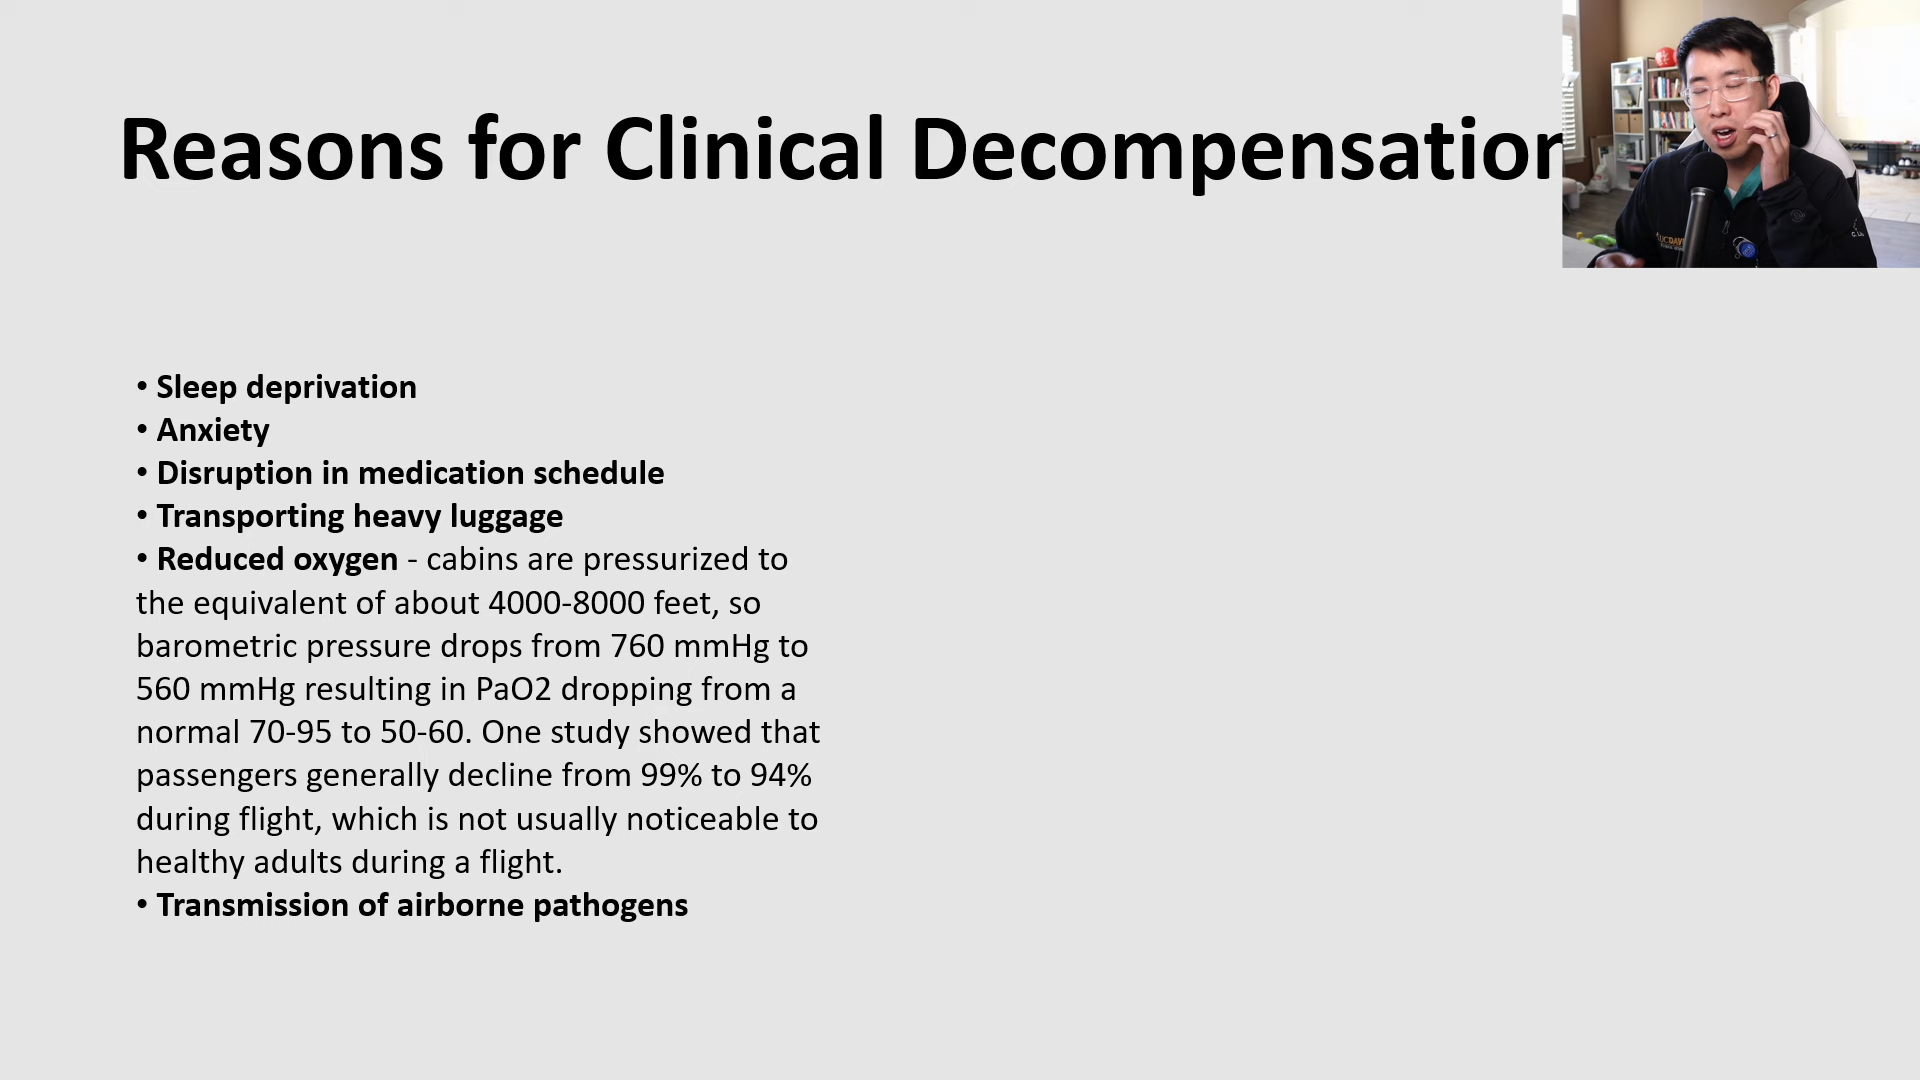 Reasons for Clinical Decompensation
• Sleep deprivation
• Anxiety
• Disruption in medication schedule
• Transporting heavy luggage
• Reduced oxygen - cabins are pressurized to
the equivalent of about 4000-8000 feet, so
barometric pressure drops from 760 mmHg to
560 mmHg resulting in PaO2 dropping from a
normal 70-95 to 50-60. One study showed that
passengers generally decline from 99% to 94%
during flight, which is not usually noticeable to
healthy adults during a flight.
• Transmission of airborne pathogens